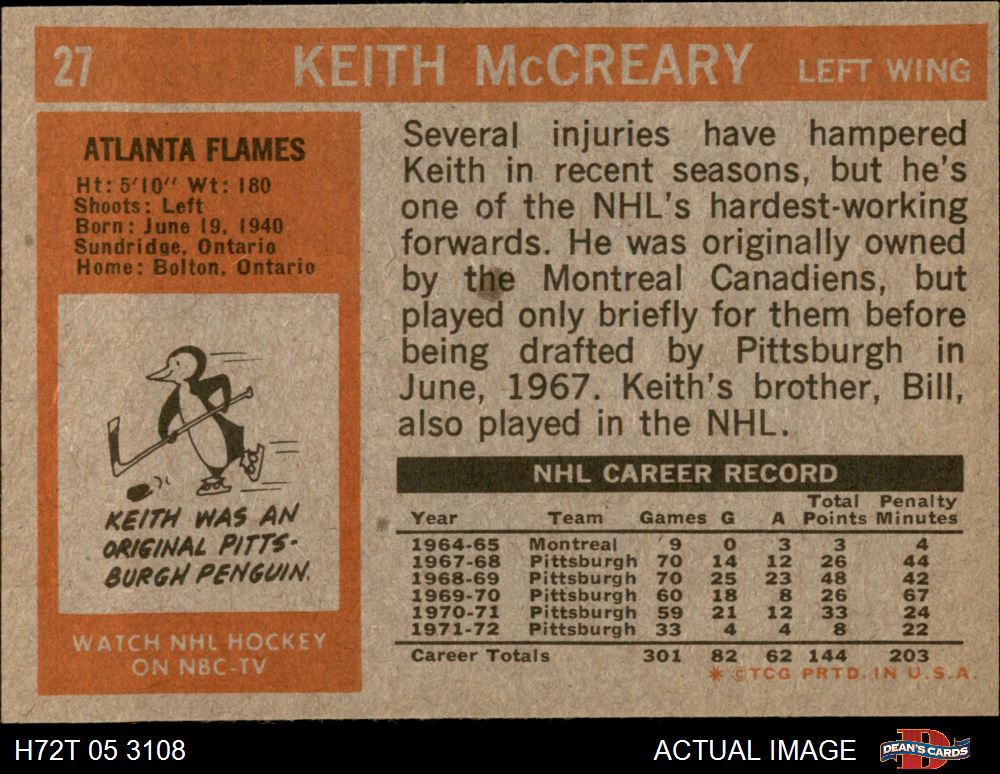 27 KEITH McCREARY LEFT WING
ATLANTA FLAMES
Ht: 5'10" Wt: 180
Shoots: Left
Born: June 19, 1940
Sundridge, Ontario
Home: Bolton, Ontario
KEITH WAS AN
ORIGINAL PITTS-
BURGH PENGUIN.
WATCH NHL HOCKEY
ON NBC-TV
Several injuries have hampered
Keith in recent seasons, but he's
one of the NHL's hardest-working
forwards. He was originally owned
by the Montreal Canadiens, but
played only briefly for them before
being drafted by Pittsburgh in
June, 1967. Keith's brother, Bill,
also played in the NHL.
NHL CAREER RECORD
Total Penalty
Year Team Games G A Points Minutes
1964-65 Montreal 9 0 3 3 4
1967-68 Pittsburgh 70 14 12 26 44
1968-69 Pittsburgh 70 25 23 48 42
1969-70 Pittsburgh 60 18 8 26 67
1970-71 Pittsburgh 59 21 12 33 24
1971-72 Pittsburgh 33 4 4 8 22
Career Totals 301 82 62 144 203
* ©TCG PRTD. IN U.S.A.
H72T 05 3108 ACTUAL IMAGE DEAN'S CARDS